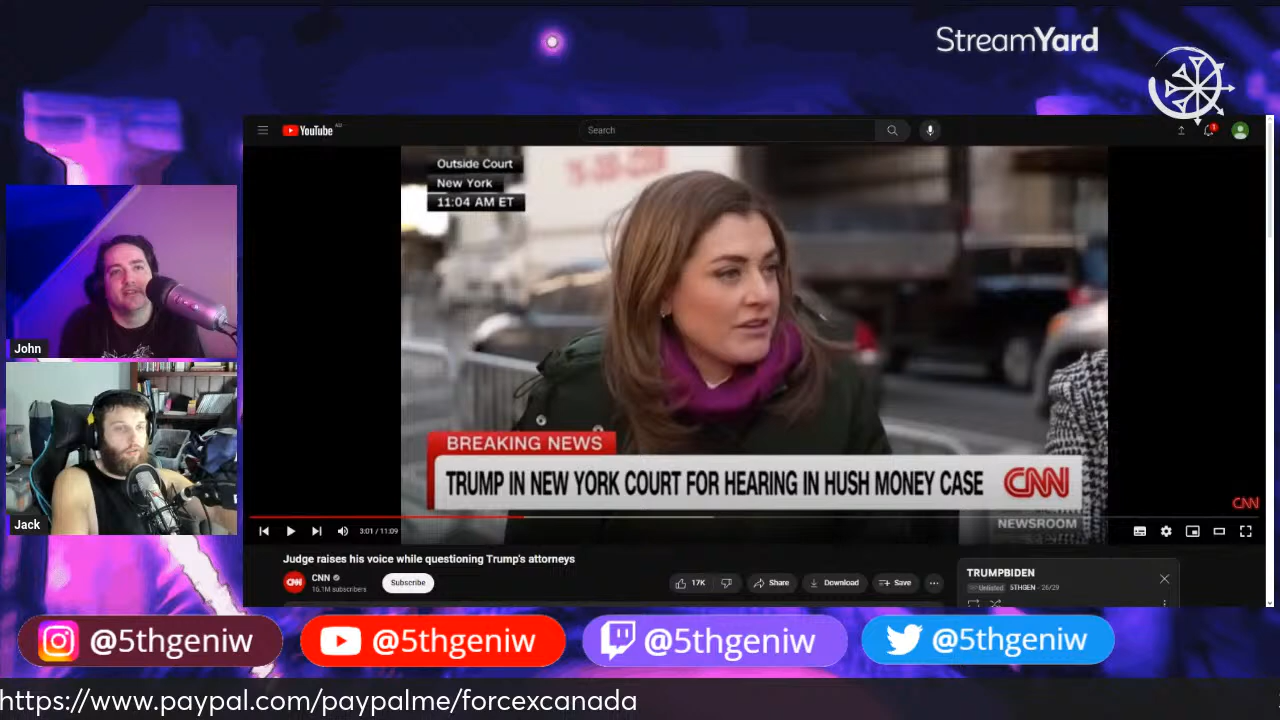 StreamYard
YouTube
AU
Search
Outside Court
New York
11:04 AM ET
John
BREAKING NEWS
TRUMP IN NEW YORK COURT FOR HEARING IN HUSH MONEY CASE
CNN
CNN
NEWSROOM
Jack
3:01 / 11:09
Judge raises his voice while questioning Trump's attorneys
CNN
CNN
16.1M subscribers
Subscribe
17K
Share
Download
Save
TRUMPBIDEN
Unlisted
5THGEN - 26/29
@5thgeniw
@5thgeniw
@5thgeniw
@5thgeniw
https://www.paypal.com/paypalme/forcexcanada